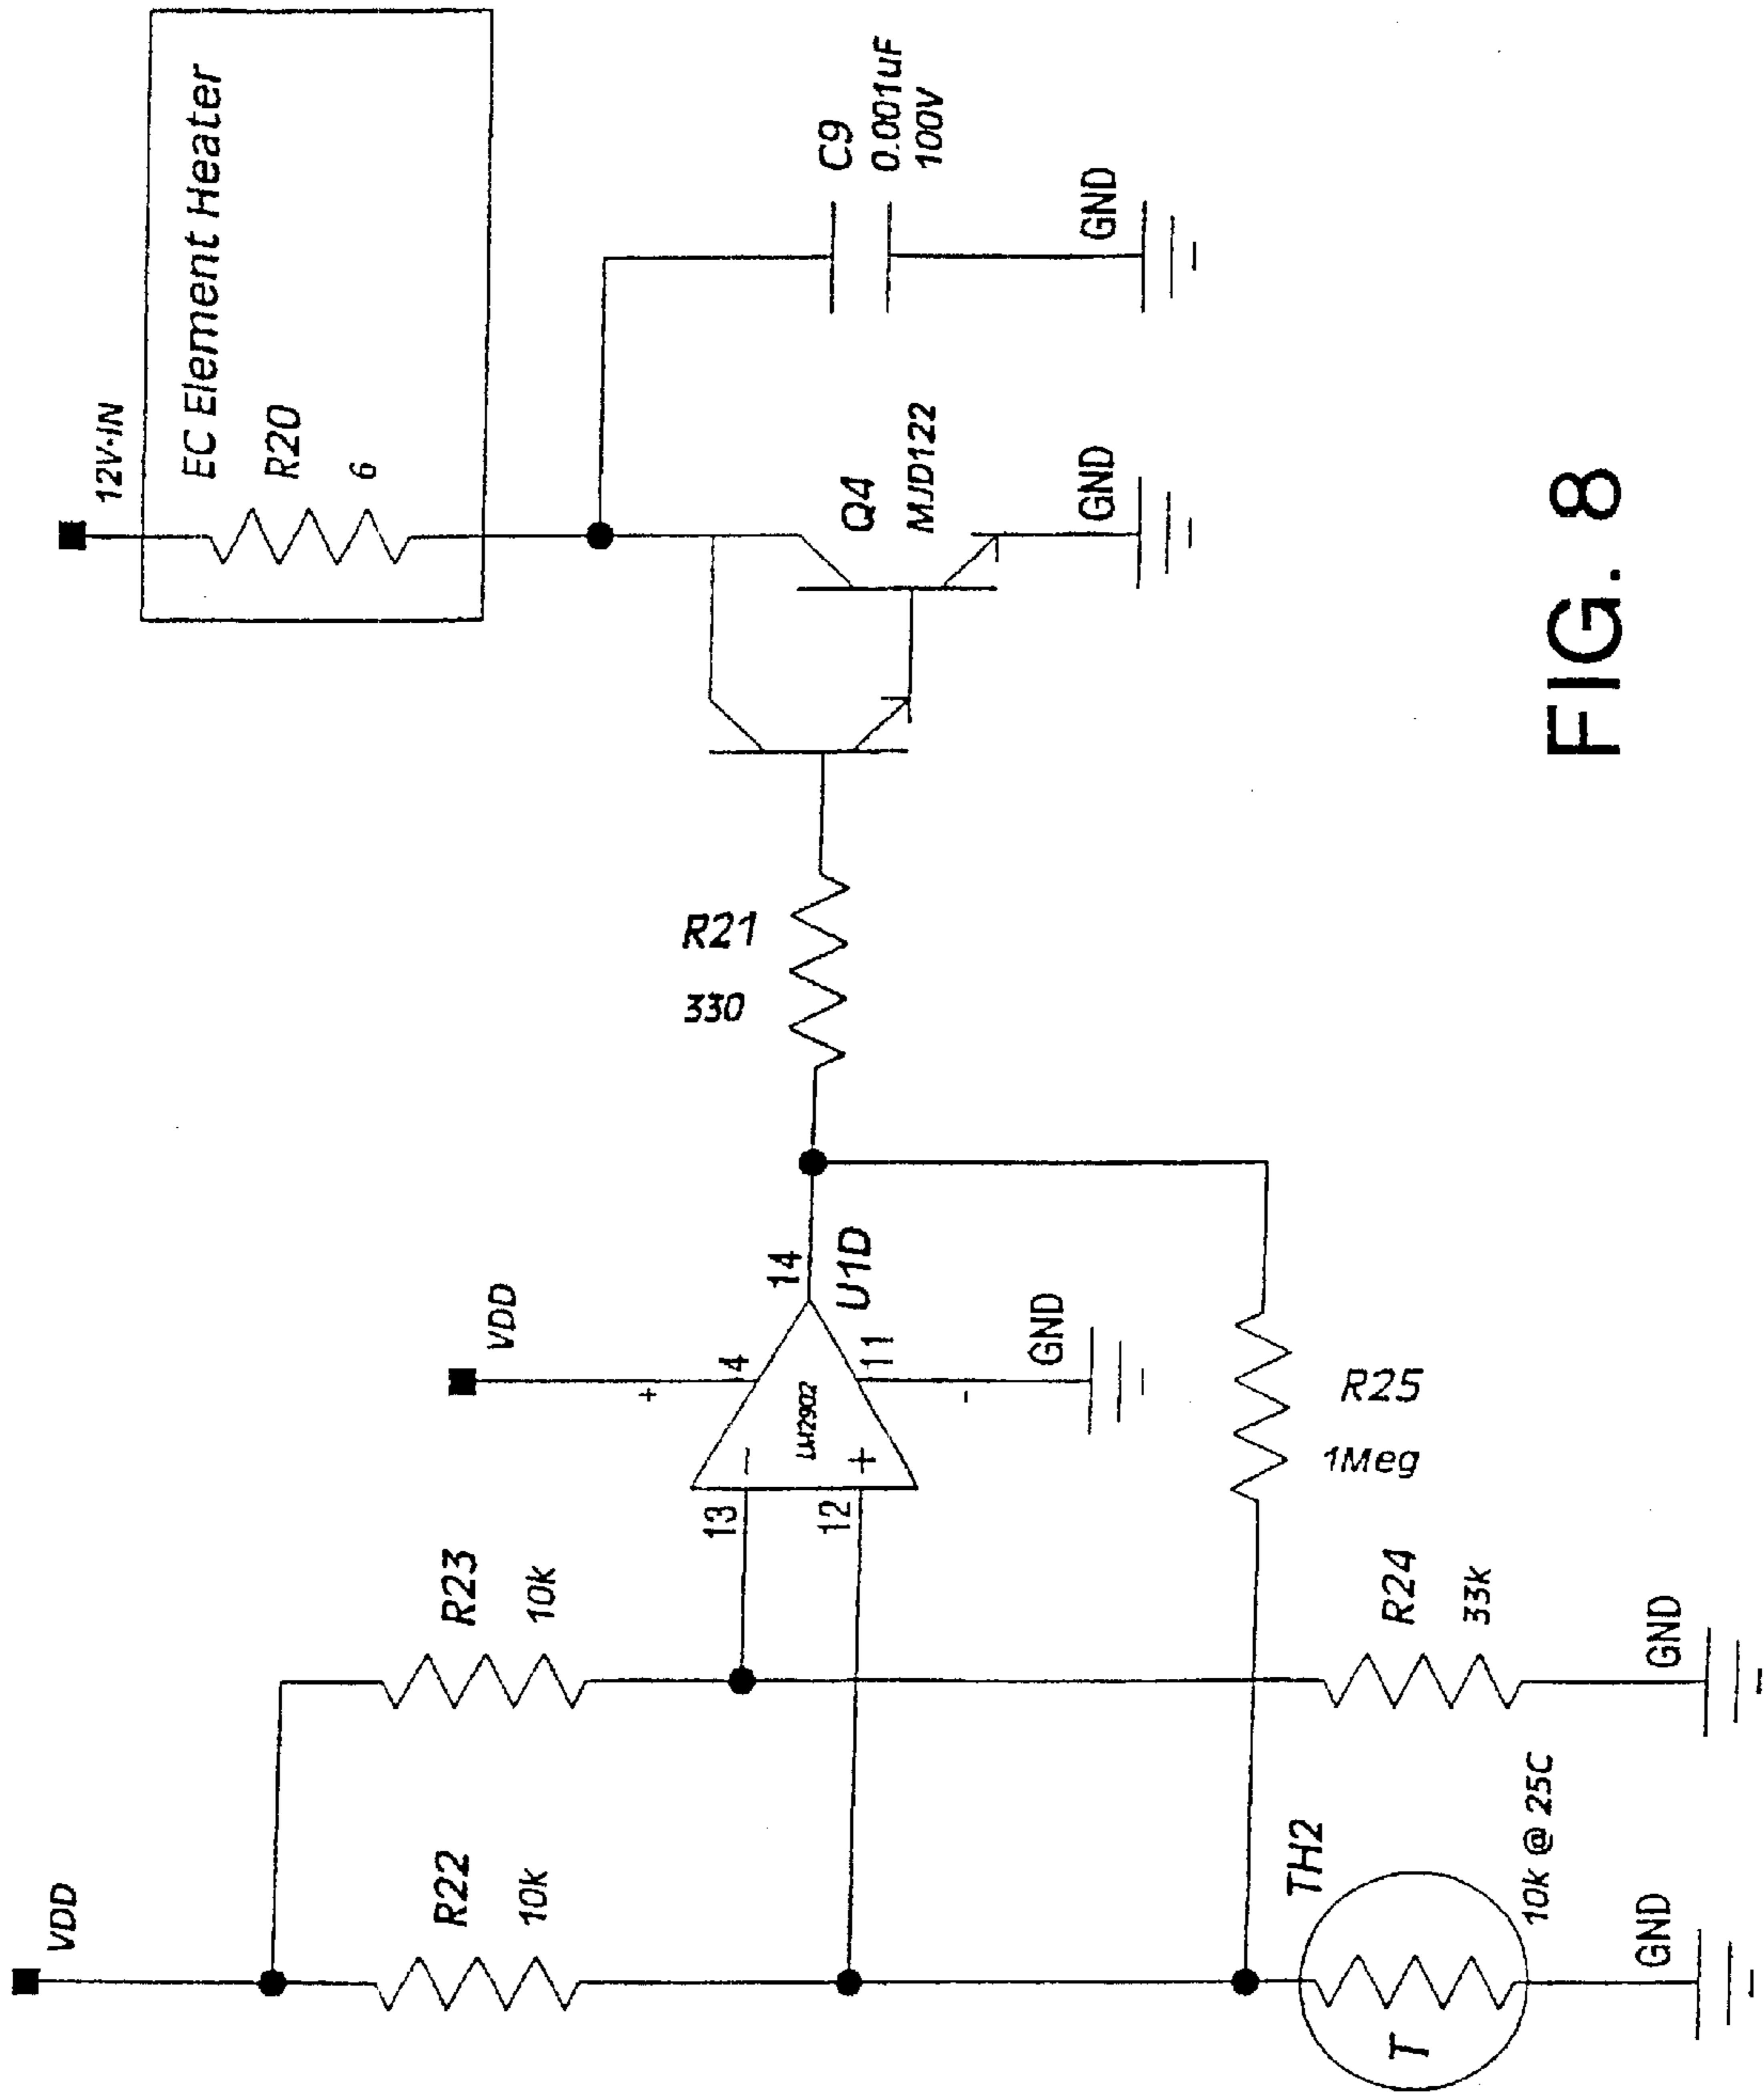 VDD
R22
10k
R23
10k
TH2
10k @ 25C
T
GND
R24
33k
GND
13
12
-
+
LM2902
VDD
+
4
14
U1D
11
-
GND
R25
1Meg
R21
330
12V-IN
EC Element Heater
R20
6
Q4
MJD122
GND
C9
0.001uF
100V
GND
FIG. 8